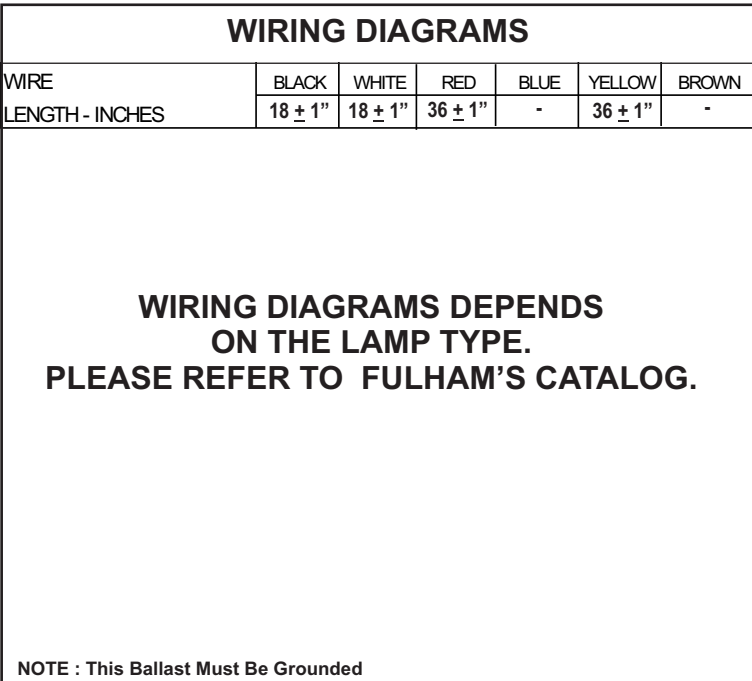 WIRING DIAGRAMS
WIRE BLACK WHITE RED BLUE YELLOW BROWN
LENGTH - INCHES 18 ± 1” 18 ± 1” 36 ± 1” - 36 ± 1” -
WIRING DIAGRAMS DEPENDS
ON THE LAMP TYPE.
PLEASE REFER TO FULHAM’S CATALOG.
NOTE : This Ballast Must Be Grounded